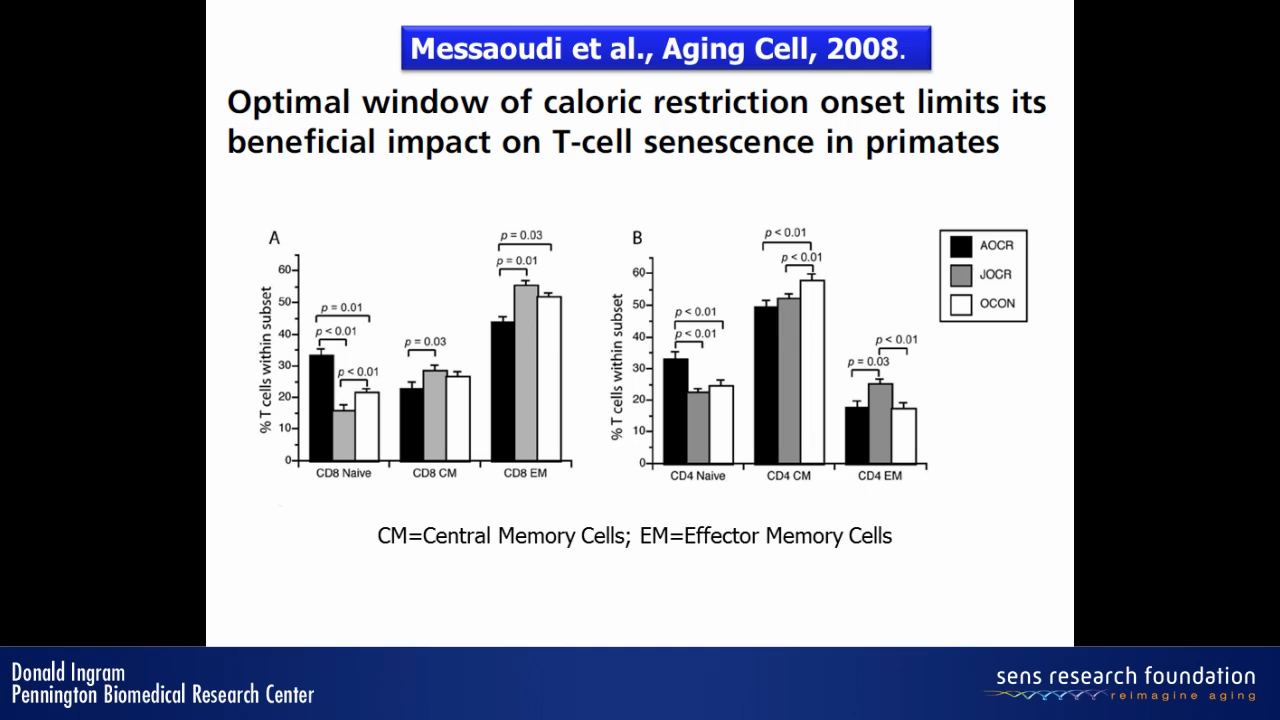 Messaoudi et al., Aging Cell, 2008.
Optimal window of caloric restriction onset limits its
beneficial impact on T-cell senescence in primates
A
% T cells within subset
60
50
40
30
20
10
0
p = 0.01
p < 0.01
p < 0.01
p = 0.03
p = 0.03
p = 0.01
CD8 Naive
CD8 CM
CD8 EM
B
% T cells within subset
60
50
40
30
20
10
0
p < 0.01
p < 0.01
p < 0.01
p < 0.01
p < 0.01
p = 0.03
CD4 Naive
CD4 CM
CD4 EM
AOCR
JOCR
OCON
CM=Central Memory Cells; EM=Effector Memory Cells
Donald Ingram
Pennington Biomedical Research Center
sens research foundation
reimagine aging